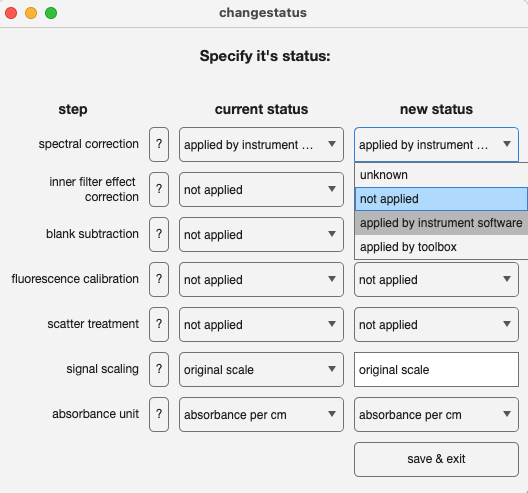 changestatus
Specify it's status:
step current status new status
spectral correction ? applied by instrument ... applied by instrument ...
unknown
inner filter effect
correction ? not applied not applied
applied by instrument software
blank subtraction ? not applied applied by toolbox
fluorescence calibration ? not applied not applied
scatter treatment ? not applied not applied
signal scaling ? original scale original scale
absorbance unit ? absorbance per cm absorbance per cm
save & exit